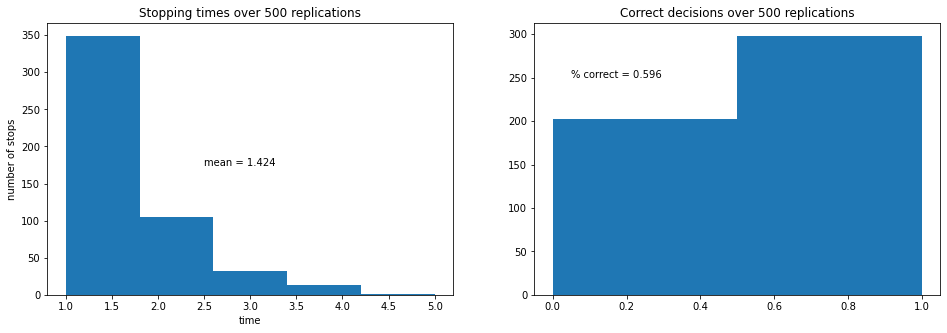 Stopping times over 500 replications
350
300
250
200
150
100
50
0
number of stops
mean = 1.424
1.0 1.5 2.0 2.5 3.0 3.5 4.0 4.5 5.0
time
Correct decisions over 500 replications
300
250
200
150
100
50
0
% correct = 0.596
0.0 0.2 0.4 0.6 0.8 1.0